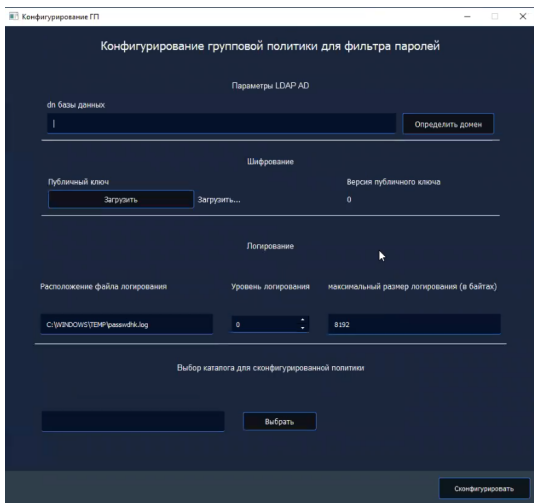 Конфигурирование ГП
Конфигурирование групповой политики для фильтра паролей
Параметры LDAP AD
dn базы данных
Определить домен
Шифрование
Публичный ключ
Версия публичного ключа
Загрузить
Загрузить...
0
Логирование
Расположение файла логирования
Уровень логирования
максимальный размер логирования (в байтах)
C:\WINDOWS\TEMP\passwdhk.log
0
8192
Выбор каталога для сконфигурированной политики
Выбрать
Сконфигурировать